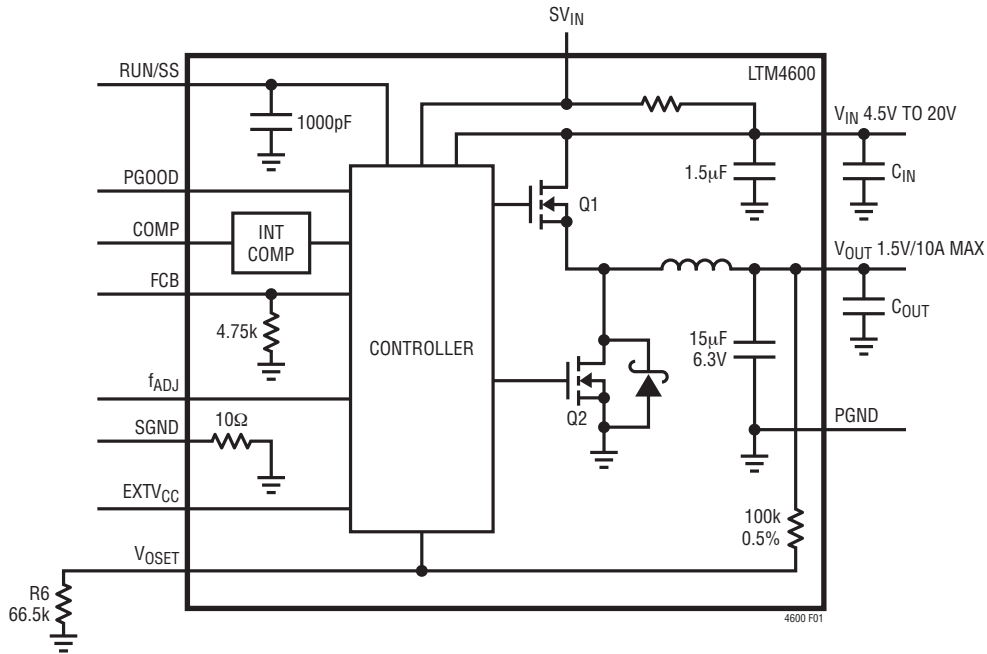 SVIN
RUN/SS
LTM4600
VIN 4.5V TO 20V
1000pF
1.5μF
CIN
PGOOD
Q1
COMP
INT
COMP
VOUT 1.5V/10A MAX
FCB
COUT
4.75k
15μF
6.3V
CONTROLLER
fADJ
Q2
PGND
SGND
10Ω
EXTVCC
100k
0.5%
VOSET
R6
66.5k
4600 F01